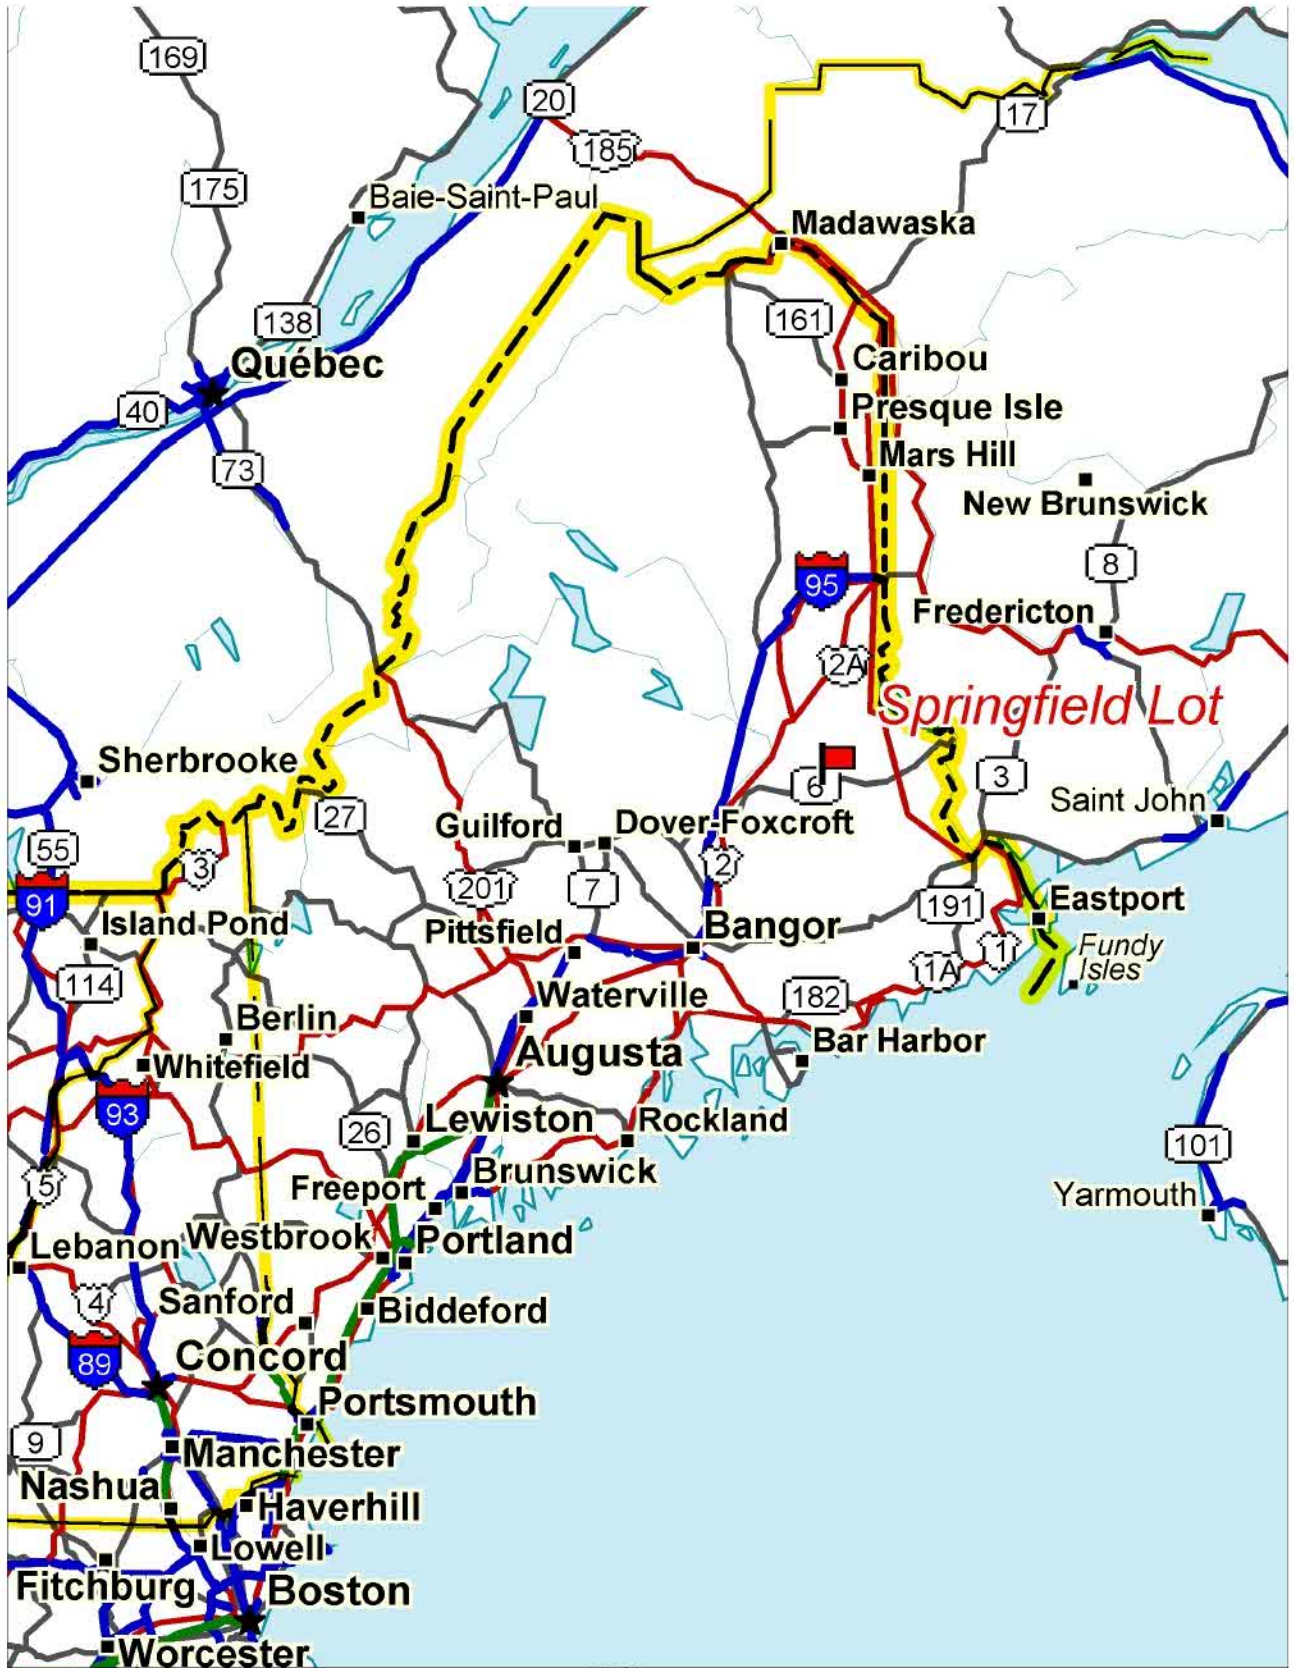 169
20
17
185
175
Baie-Saint-Paul
Madawaska
138
161
Québec
Caribou
40
Presque Isle
73
Mars Hill
New Brunswick
8
95
Fredericton
2A
Springfield Lot
Sherbrooke
6
3
27
Saint John
Guilford
Dover-Foxcroft
55
3
2
201
7
91
191
Eastport
Island Pond
Pittsfield
Bangor
1
Fundy
Isles
1A
114
182
Waterville
Berlin
Bar Harbor
Augusta
Whitefield
93
Lewiston
Rockland
26
101
Brunswick
5
Freeport
Yarmouth
Westbrook
Portland
Lebanon
4
Sanford
Biddeford
89
Concord
Portsmouth
9
Manchester
Nashua
Haverhill
Lowell
Fitchburg
Boston
Worcester